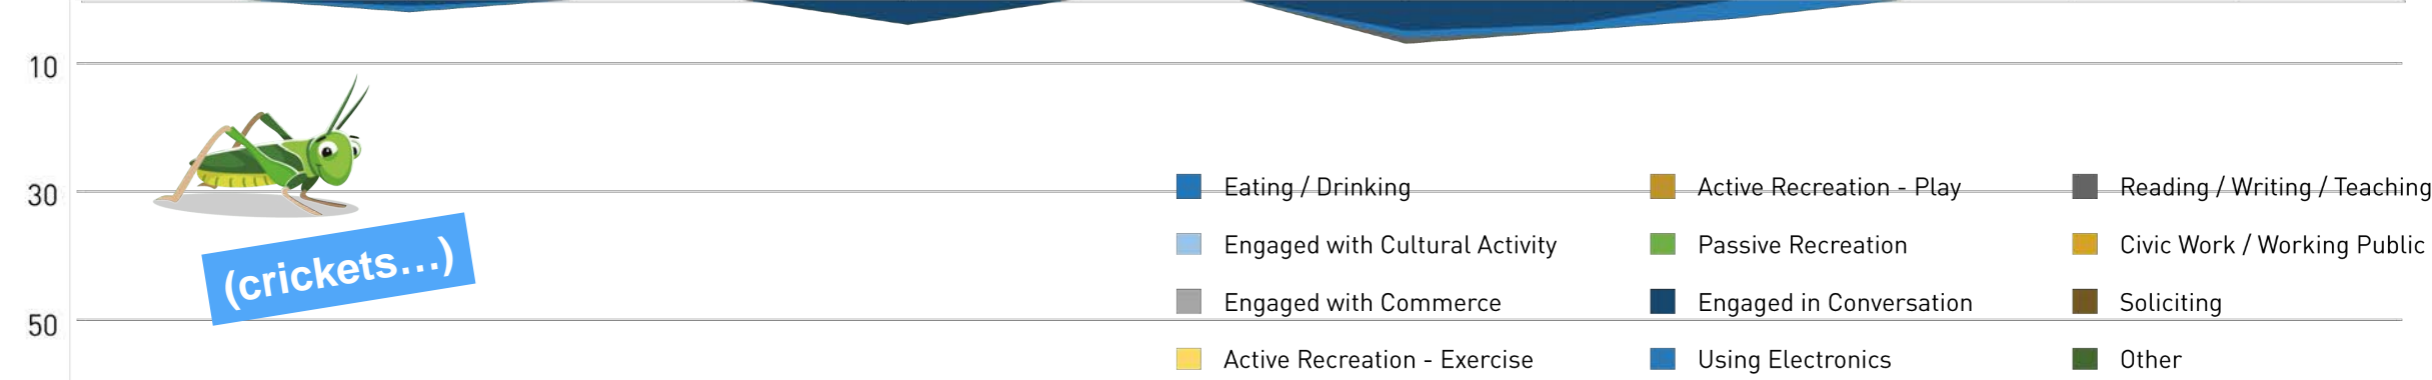 10
30
(crickets...)
50
Eating / Drinking
Active Recreation - Play
Reading / Writing / Teaching
Engaged with Cultural Activity
Passive Recreation
Civic Work / Working Public
Engaged with Commerce
Engaged in Conversation
Soliciting
Active Recreation - Exercise
Using Electronics
Other